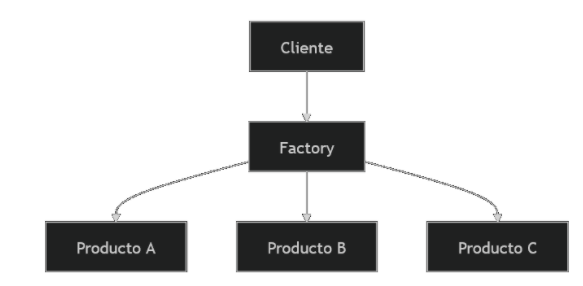 Cliente
Factory
Producto A
Producto B
Producto C